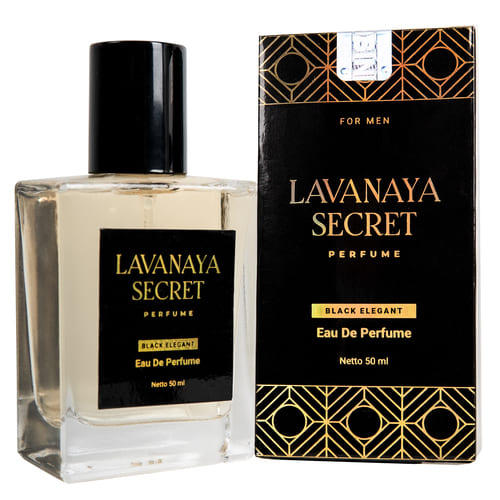 LAVANAYA
SECRET
PERFUME
BLACK ELEGANT
Eau De Perfume
Netto 50 ml
FOR MEN
LAVANAYA
SECRET
PERFUME
BLACK ELEGANT
Eau De Perfume
Netto 50 ml